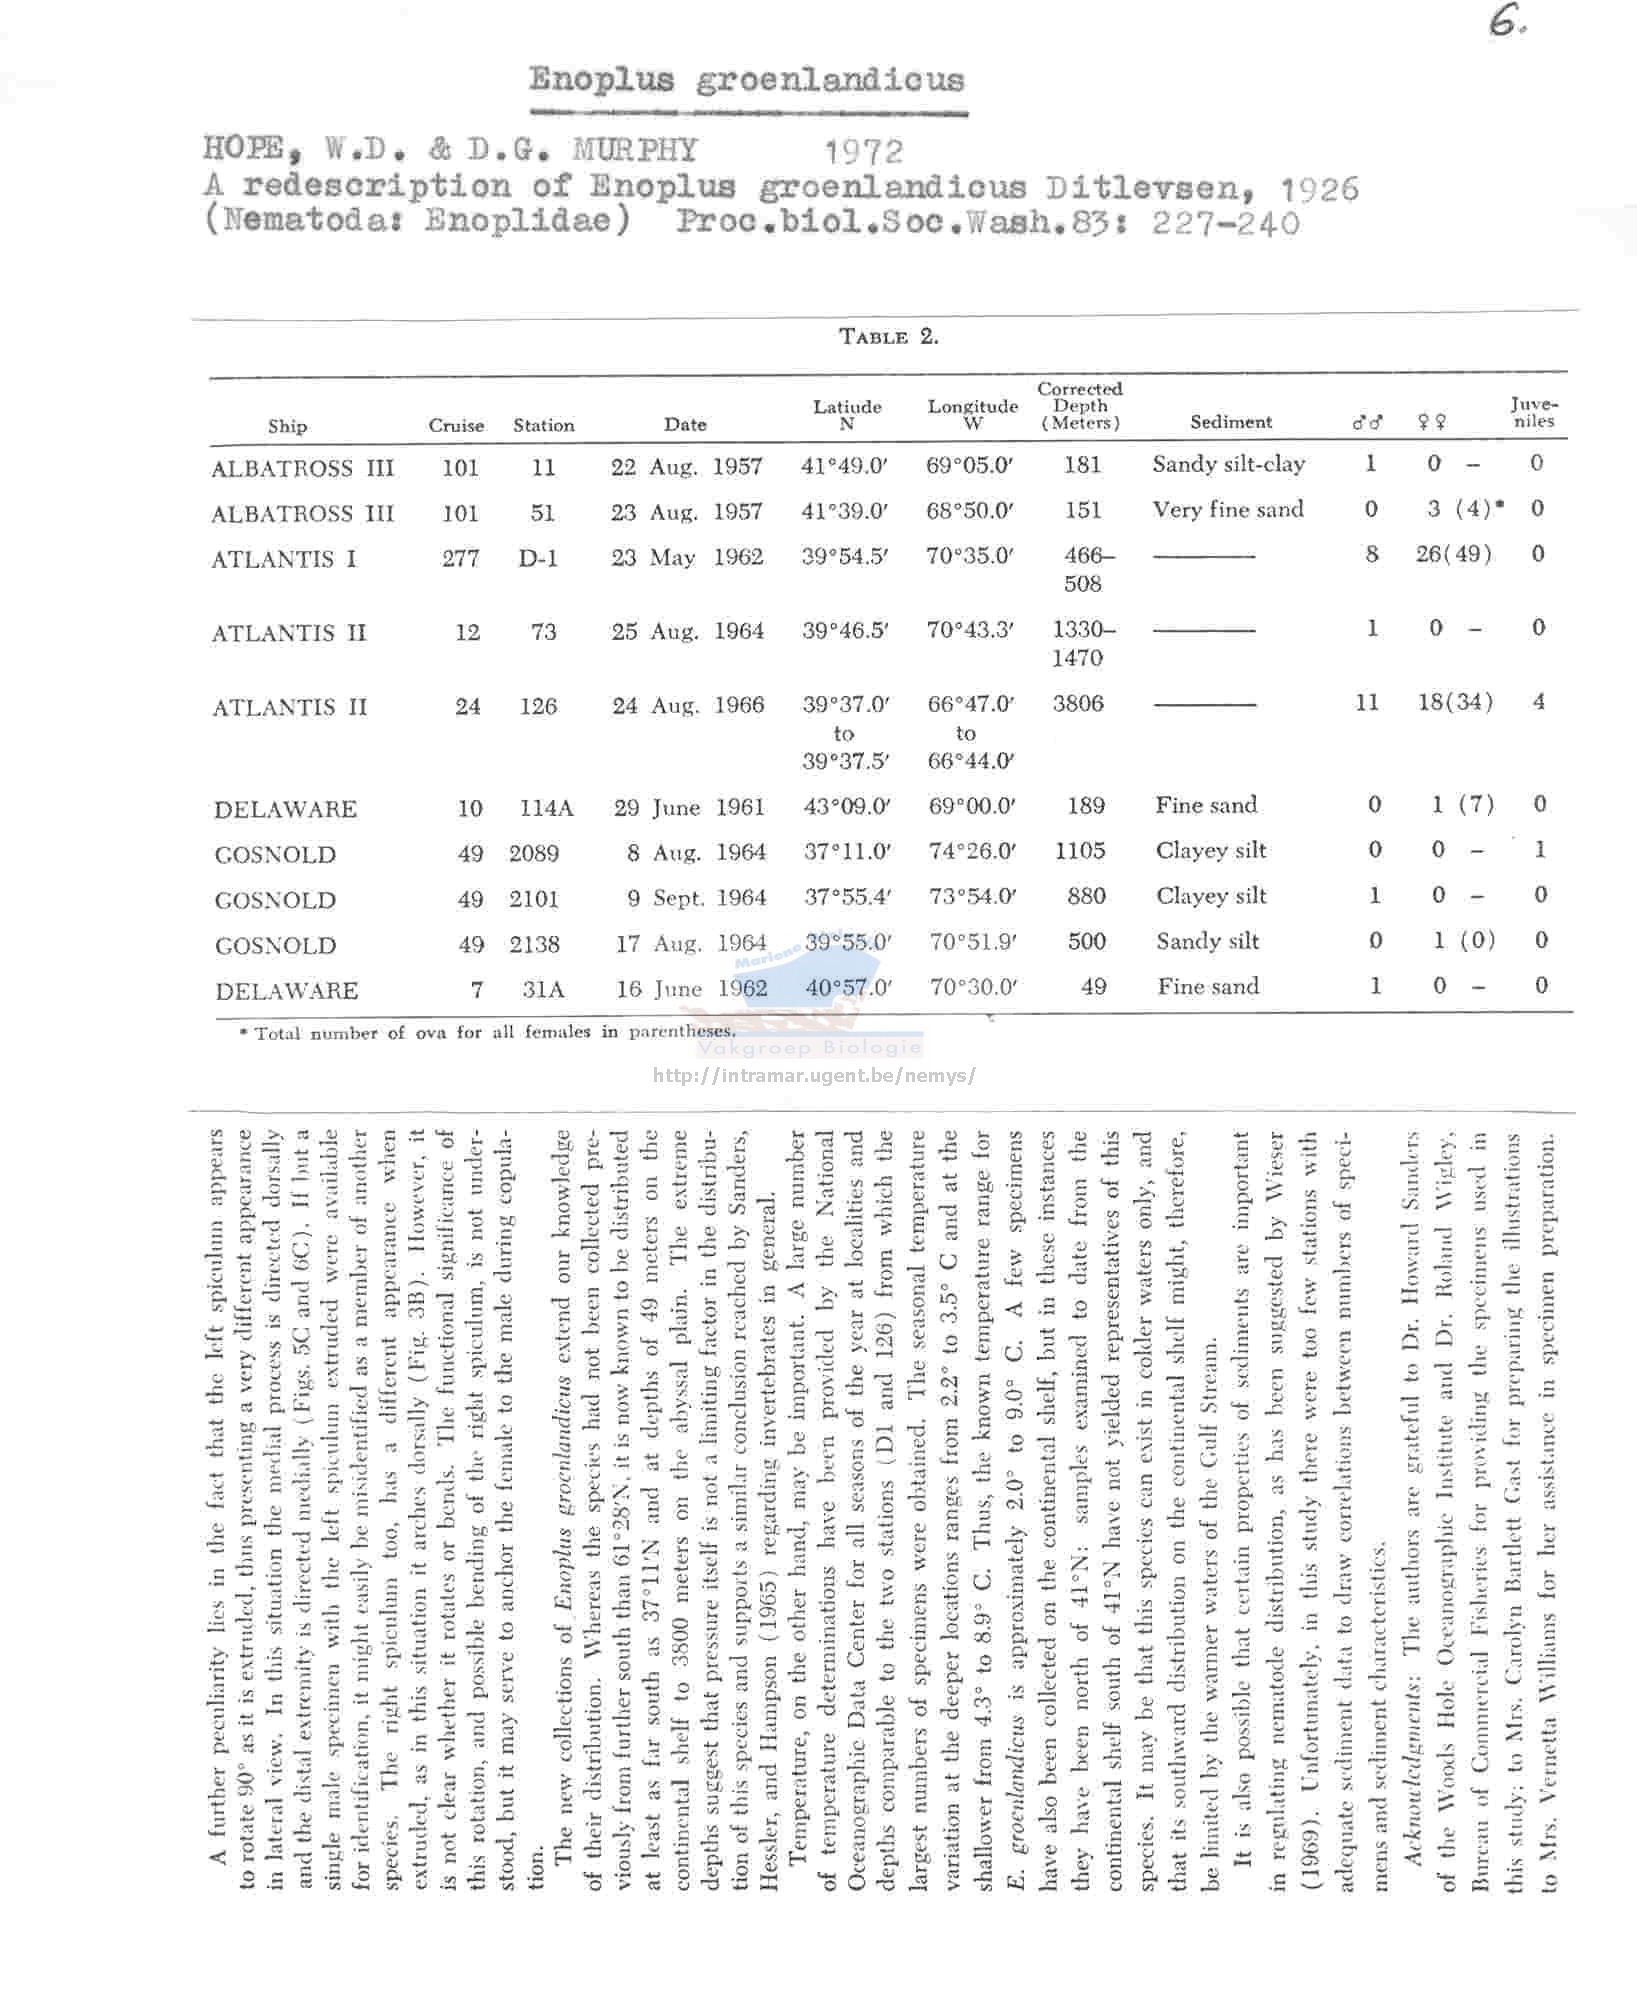 6.
Enoplus groenlandicus
HOPE, W.D. & D.G. MURPHY 1972
A redescription of Enoplus groenlandicus Ditlevsen, 1926
(Nematoda: Enoplidae) Proc.biol.Soc.Wash.83: 227-240
TABLE 2.
Ship Cruise Station Date Latiude N Longitude W Corrected Depth (Meters) Sediment ♂♂ ♀♀ Juve-niles
ALBATROSS III 101 11 22 Aug. 1957 41°49.0′ 69°05.0′ 181 Sandy silt-clay 1 0 – 0
ALBATROSS III 101 51 23 Aug. 1957 41°39.0′ 68°50.0′ 151 Very fine sand 0 3 (4)* 0
ATLANTIS I 277 D-1 23 May 1962 39°54.5′ 70°35.0′ 466– ——— 8 26(49) 0
508
ATLANTIS II 12 73 25 Aug. 1964 39°46.5′ 70°43.3′ 1330– ——— 1 0 – 0
1470
ATLANTIS II 24 126 24 Aug. 1966 39°37.0′ 66°47.0′ 3806 ——— 11 18(34) 4
to to
39°37.5′ 66°44.0′
DELAWARE 10 114A 29 June 1961 43°09.0′ 69°00.0′ 189 Fine sand 0 1 (7) 0
GOSNOLD 49 2089 8 Aug. 1964 37°11.0′ 74°26.0′ 1105 Clayey silt 0 0 – 1
GOSNOLD 49 2101 9 Sept. 1964 37°55.4′ 73°54.0′ 880 Clayey silt 1 0 – 0
GOSNOLD 49 2138 17 Aug. 1964 39°55.0′ 70°51.9′ 500 Sandy silt 0 1 (0) 0
DELAWARE 7 31A 16 June 1962 40°57.0′ 70°30.0′ 49 Fine sand 1 0 – 0
* Total number of ova for all females in parentheses.
Marine
Vakgroep Biologie
http://intramar.ugent.be/nemys/
A further peculiarity lies in the fact that the left spiculum appears
to rotate 90° as it is extruded, thus presenting a very different appearance
in lateral view. In this situation the medial process is directed dorsally
and the distal extremity is directed medially (Figs. 5C and 6C). If but a
single male specimen with the left spiculum extruded were available
for identification, it might easily be misidentified as a member of another
species. The right spiculum too, has a different appearance when
extruded, as in this situation it arches dorsally (Fig. 3B). However, it
is not clear whether it rotates or bends. The functional significance of
this rotation, and possible bending of the right spiculum, is not under-
stood, but it may serve to anchor the female to the male during copula-
tion.
The new collections of Enoplus groenlandicus extend our knowledge
of their distribution. Whereas the species had not been collected pre-
viously from further south than 61°28′N, it is now known to be distributed
at least as far south as 37°11′N and at depths of 49 meters on the
continental shelf to 3800 meters on the abyssal plain. The extreme
depths suggest that pressure itself is not a limiting factor in the distribu-
tion of this species and supports a similar conclusion reached by Sanders,
Hessler, and Hampson (1965) regarding invertebrates in general.
Temperature, on the other hand, may be important. A large number
of temperature determinations have been provided by the National
Oceanographic Data Center for all seasons of the year at localities and
depths comparable to the two stations (D1 and 126) from which the
largest numbers of specimens were obtained. The seasonal temperature
variation at the deeper locations ranges from 2.2° to 3.5° C and at the
shallower from 4.3° to 8.9° C. Thus, the known temperature range for
E. groenlandicus is approximately 2.0° to 9.0° C. A few specimens
have also been collected on the continental shelf, but in these instances
they have been north of 41°N: samples examined to date from the
continental shelf south of 41°N have not yielded representatives of this
species. It may be that this species can exist in colder waters only, and
that its southward distribution on the continental shelf might, therefore,
be limited by the warmer waters of the Gulf Stream.
It is also possible that certain properties of sediments are important
in regulating nematode distribution, as has been suggested by Wieser
(1969). Unfortunately, in this study there were too few stations with
adequate sediment data to draw correlations between numbers of speci-
mens and sediment characteristics.
Acknowledgments: The authors are grateful to Dr. Howard Sanders
of the Woods Hole Oceanographic Institute and Dr. Roland Wigley,
Bureau of Commercial Fisheries for providing the specimens used in
this study; to Mrs. Carolyn Bartlett Gast for preparing the illustrations
to Mrs. Vernetta Williams for her assistance in specimen preparation.